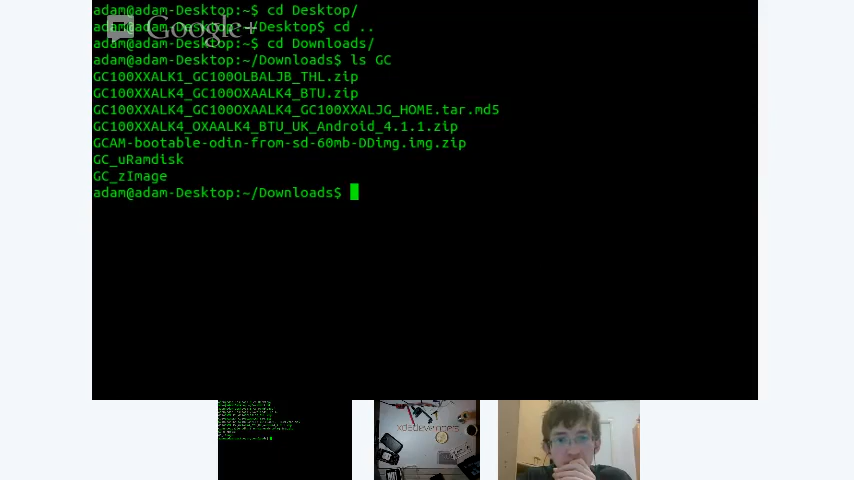 adam@adam-Desktop:~$ cd Desktop/
adam@adam-Desktop:~/Desktop$ cd ..
Google+
adam@adam-Desktop:~$ cd Downloads/
adam@adam-Desktop:~/Downloads$ ls GC
GC100XXALK1_GC100OLBALJB_THL.zip
GC100XXALK4_GC100OXAALK4_BTU.zip
GC100XXALK4_GC100OXAALK4_GC100XXALJG_HOME.tar.md5
GC100XXALK4_OXAALK4_BTU_UK_Android_4.1.1.zip
GCAM-bootable-odin-from-sd-60mb-DDimg.img.zip
GC_uRamdisk
GC_zImage
adam@adam-Desktop:~/Downloads$
xdadevelopers